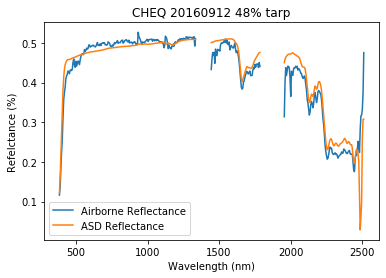 CHEQ 20160912 48% tarp
0.5
0.4
0.3
0.2
0.1
Refelctance (%)
Airborne Reflectance
ASD Reflectance
500
1000
1500
2000
2500
Wavelength (nm)